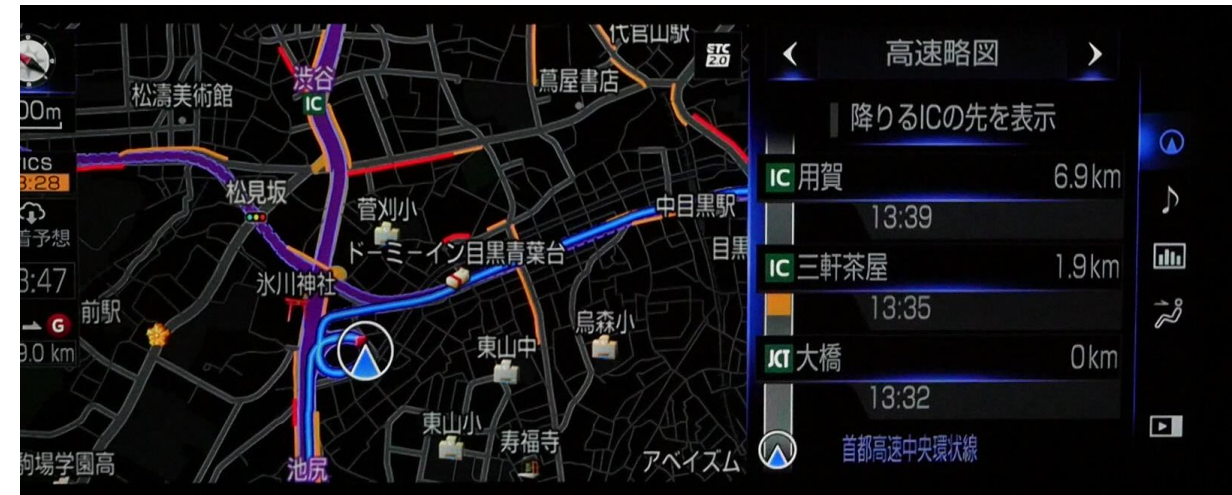 代官山駅
ETC
2.0
渋谷
IC
蔦屋書店
松濤美術館
00m
ICS
3:28
松見坂
菅刈小
中目黒駅
着予想
ドーミーイン目黒青葉台
目黒
3:47
氷川神社
前駅
G
9.0 km
烏森小
東山中
東山小
寿福寺
アベイズム
駒場学園高
池尻
高速略図
降りるICの先を表示
IC 用賀 6.9km
13:39
IC 三軒茶屋 1.9km
13:35
JCT 大橋 0km
13:32
首都高速中央環状線